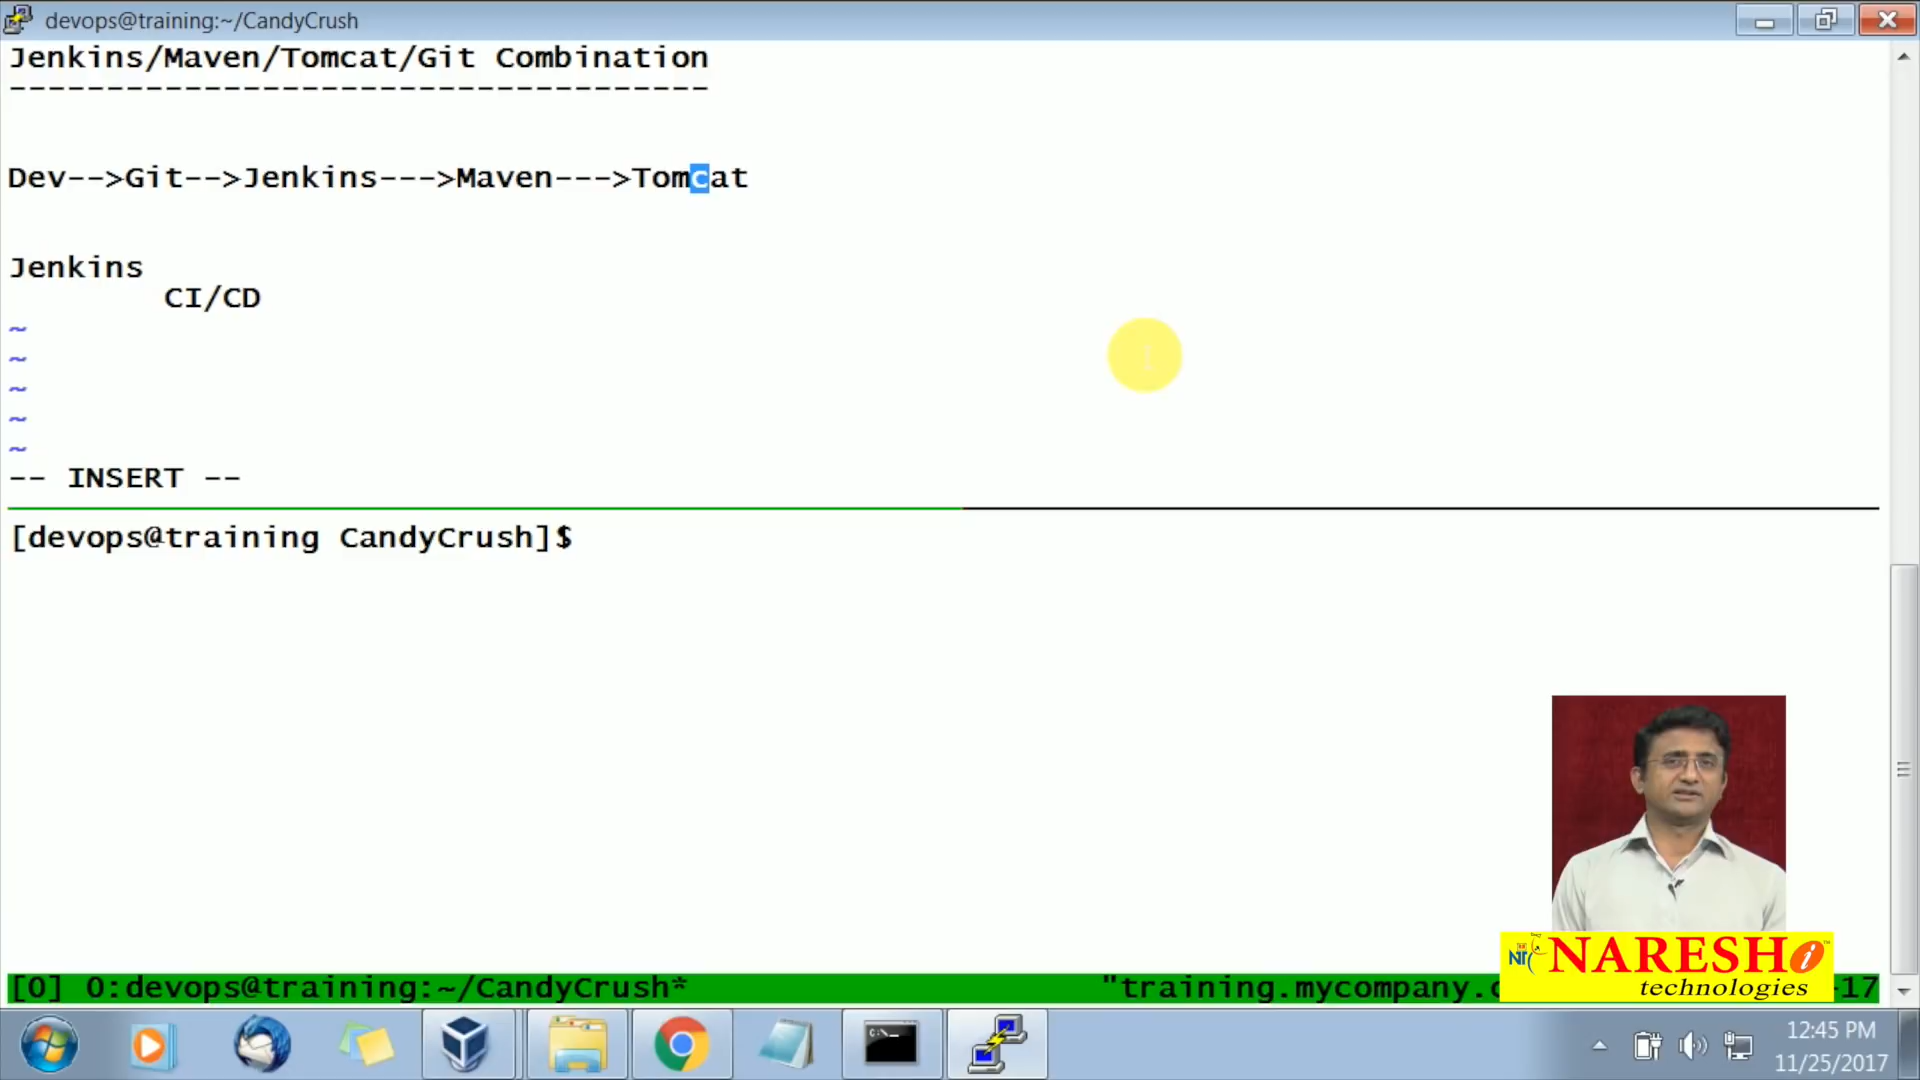 devops@training:~/CandyCrush
Jenkins/Maven/Tomcat/Git Combination
------------------------------------
Dev-->Git-->Jenkins--->Maven--->Tomcat
Jenkins
CI/CD
~
~
~
~
~
-- INSERT --
[devops@training CandyCrush]$
[0] 0:devops@training:~/CandyCrush*
"training.mycompany.
-17
NARESH i
technologies
12:45 PM
11/25/2017